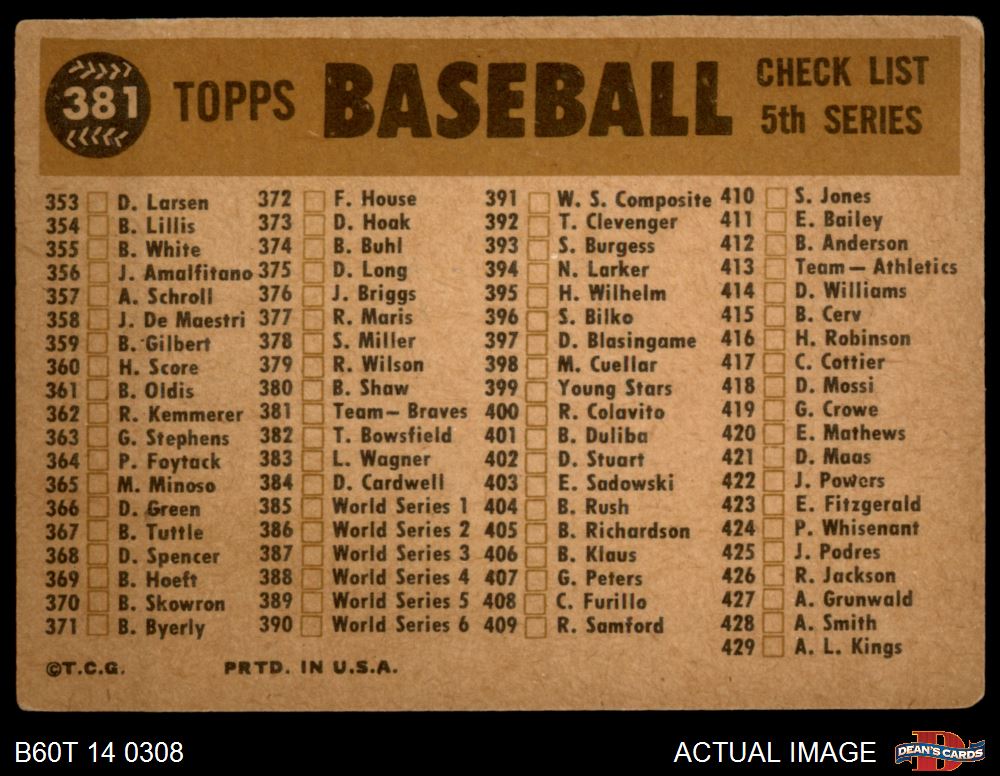 381 TOPPS BASEBALL CHECK LIST
5th SERIES
353 D. Larsen
354 B. Lillis
355 B. White
356 J. Amalfitano
357 A. Schroll
358 J. De Maestri
359 B. Gilbert
360 H. Score
361 B. Oldis
362 R. Kemmerer
363 G. Stephens
364 P. Foytack
365 M. Minoso
366 D. Green
367 B. Tuttle
368 D. Spencer
369 B. Hoeft
370 B. Skowron
371 B. Byerly
372 F. House
373 D. Hoak
374 B. Buhl
375 D. Long
376 J. Briggs
377 R. Maris
378 S. Miller
379 R. Wilson
380 B. Shaw
381 Team— Braves
382 T. Bowsfield
383 L. Wagner
384 D. Cardwell
385 World Series 1
386 World Series 2
387 World Series 3
388 World Series 4
389 World Series 5
390 World Series 6
391 W. S. Composite
392 T. Clevenger
393 S. Burgess
394 N. Larker
395 H. Wilhelm
396 S. Bilko
397 D. Blasingame
398 M. Cuellar
399 Young Stars
400 R. Colavito
401 B. Duliba
402 D. Stuart
403 E. Sadowski
404 B. Rush
405 B. Richardson
406 B. Klaus
407 G. Peters
408 C. Furillo
409 R. Samford
410 S. Jones
411 E. Bailey
412 B. Anderson
413 Team— Athletics
414 D. Williams
415 B. Cerv
416 H. Robinson
417 C. Cottier
418 D. Mossi
419 G. Crowe
420 E. Mathews
421 D. Maas
422 J. Powers
423 E. Fitzgerald
424 P. Whisenant
425 J. Podres
426 R. Jackson
427 A. Grunwald
428 A. Smith
429 A. L. Kings
©T.C.G. PRTD. IN U.S.A.
B60T 14 0308 ACTUAL IMAGE DEAN'S CARDS